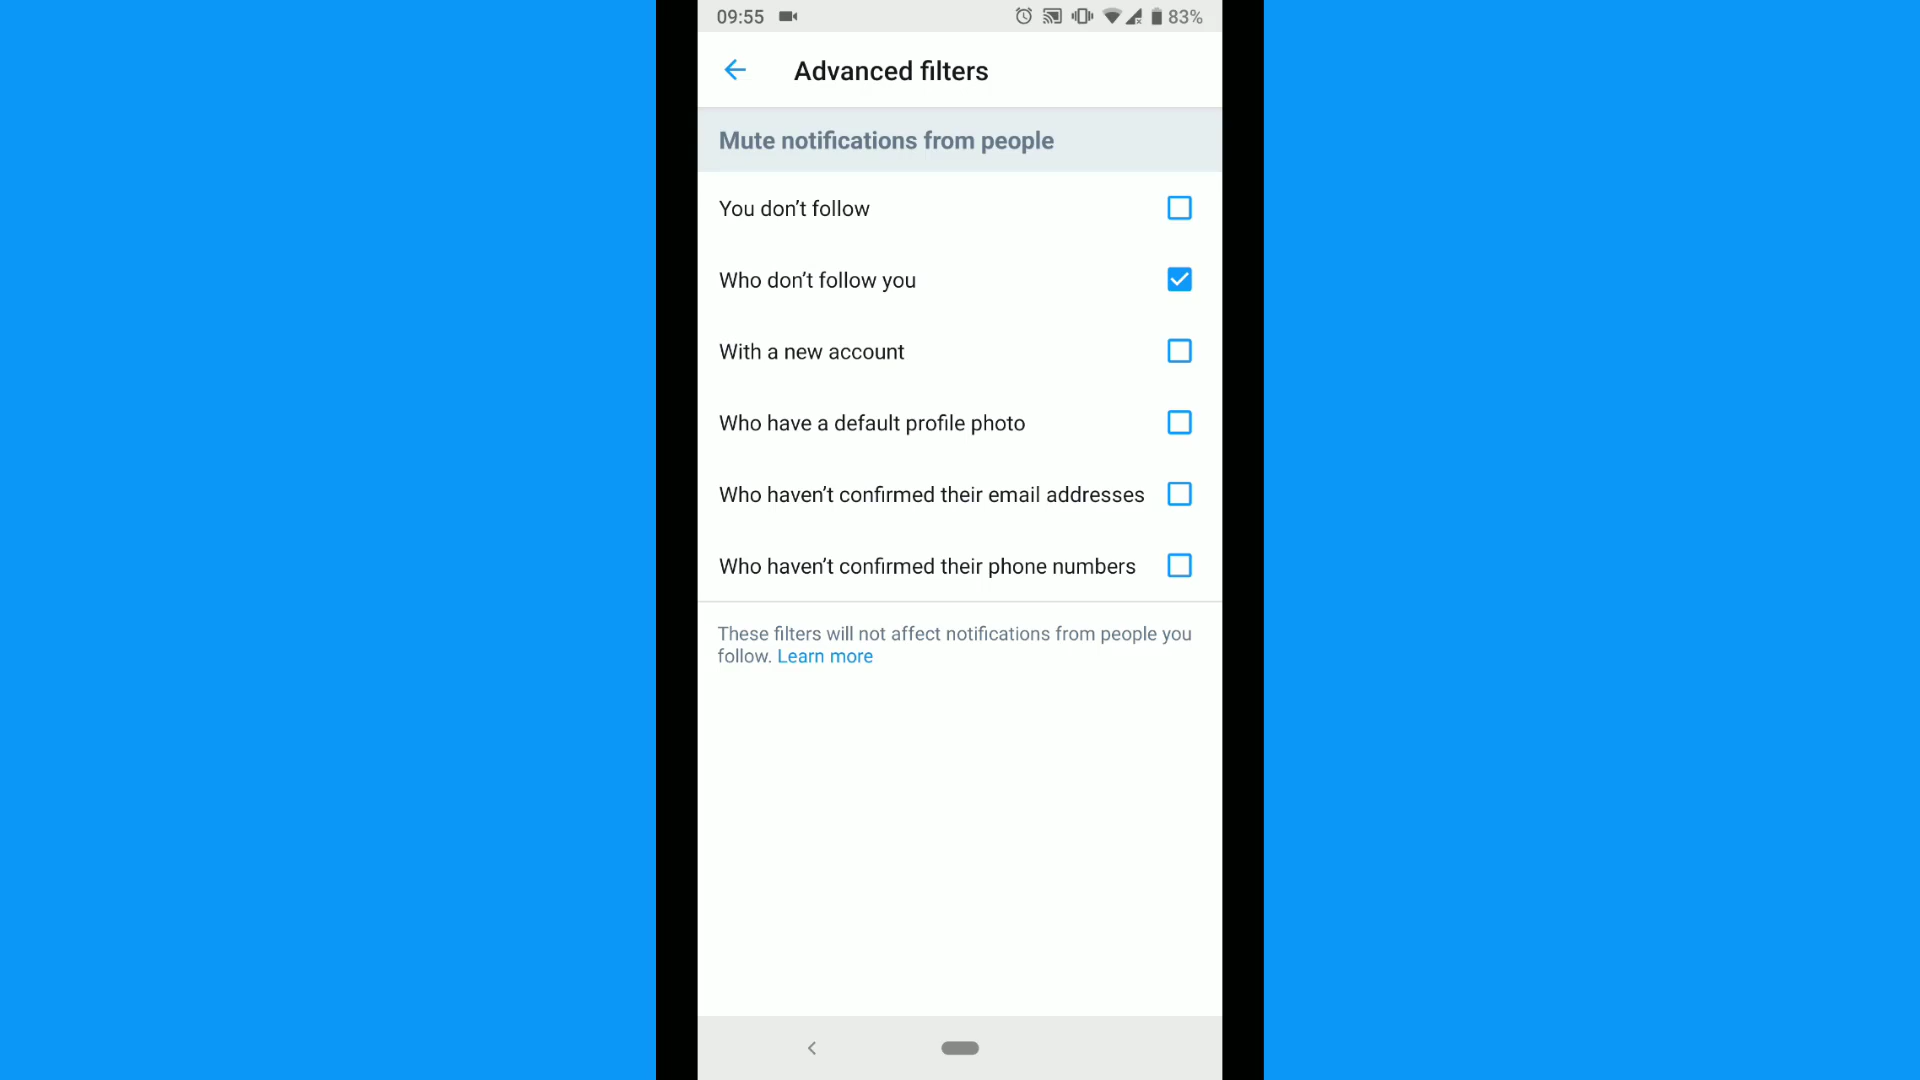 09:55 83%
Advanced filters
Mute notifications from people
You don’t follow
Who don’t follow you
With a new account
Who have a default profile photo
Who haven’t confirmed their email addresses
Who haven’t confirmed their phone numbers
These filters will not affect notifications from people you
follow. Learn more